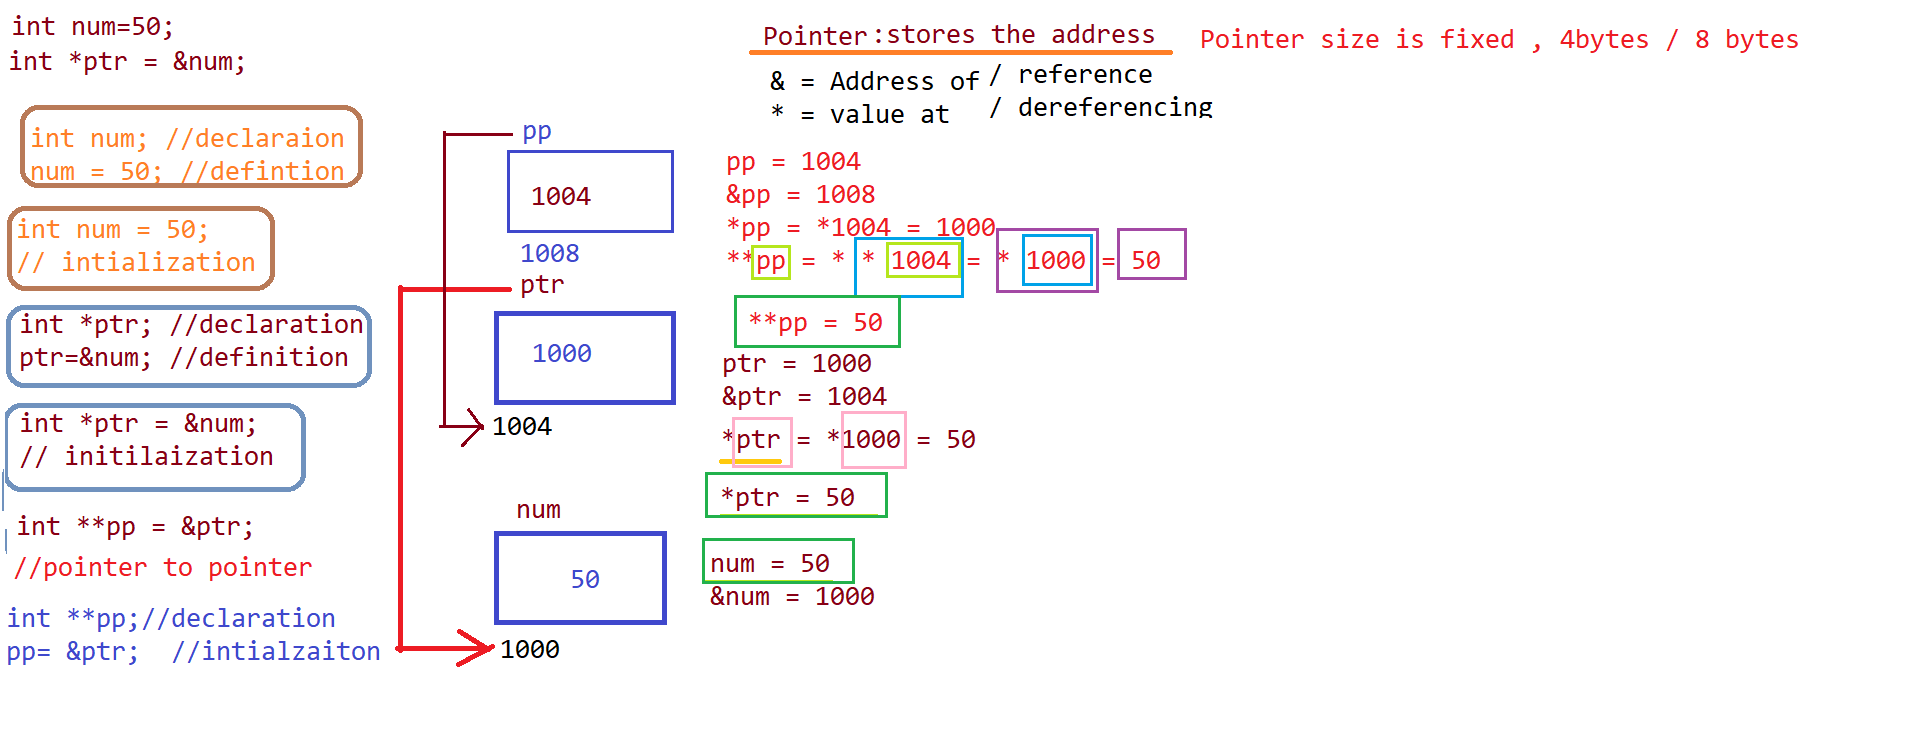 int num=50;
int *ptr = &num;
int num; //declaraion
num = 50; //defintion
int num = 50;
// intialization
int *ptr; //declaration
ptr=&num; //definition
int *ptr = &num;
// initilaization
int **pp = &ptr;
//pointer to pointer
int **pp;//declaration
pp= &ptr;  //intialzaiton
pp
1004
1008
ptr
1000
1004
num
50
1000
Pointer:stores the address
Pointer size is fixed , 4bytes / 8 bytes
& = Address of / reference
* = value at / dereferencing
pp = 1004
&pp = 1008
*pp = *1004 = 1000
**pp = * * 1004 = * 1000 = 50
**pp = 50
ptr = 1000
&ptr = 1004
*ptr = *1000 = 50
*ptr = 50
num = 50
&num = 1000